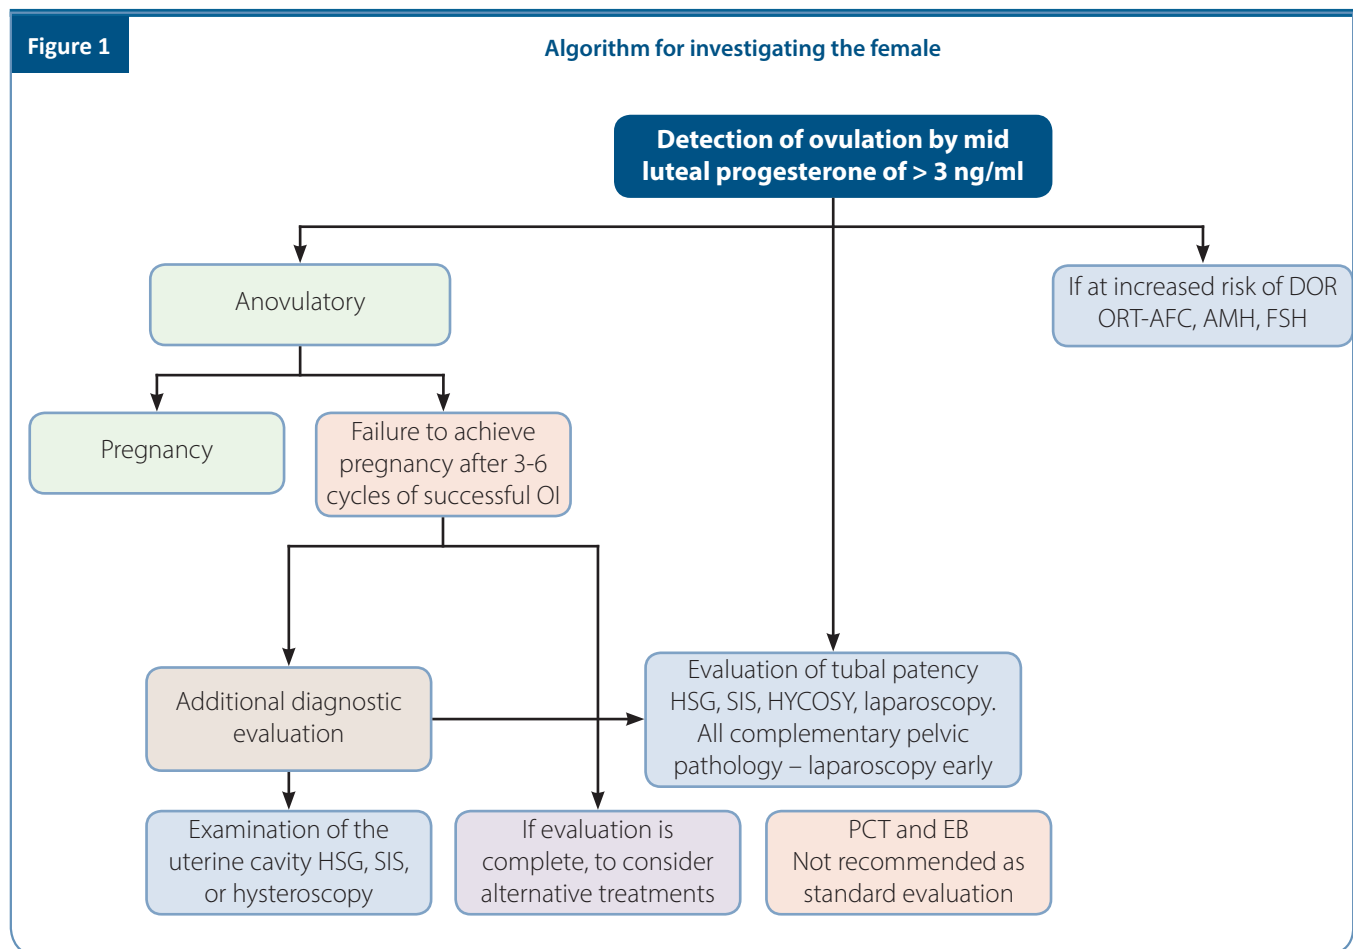 Figure 1
Algorithm for investigating the female
Detection of ovulation by mid
luteal progesterone of > 3 ng/ml
Anovulatory
If at increased risk of DOR
ORT-AFC, AMH, FSH
Pregnancy
Failure to achieve
pregnancy after 3-6
cycles of successful OI
Additional diagnostic
evaluation
Evaluation of tubal patency
HSG, SIS, HYCOSY, laparoscopy.
All complementary pelvic
pathology – laparoscopy early
Examination of the
uterine cavity HSG, SIS,
or hysteroscopy
If evaluation is
complete, to consider
alternative treatments
PCT and EB
Not recommended as
standard evaluation